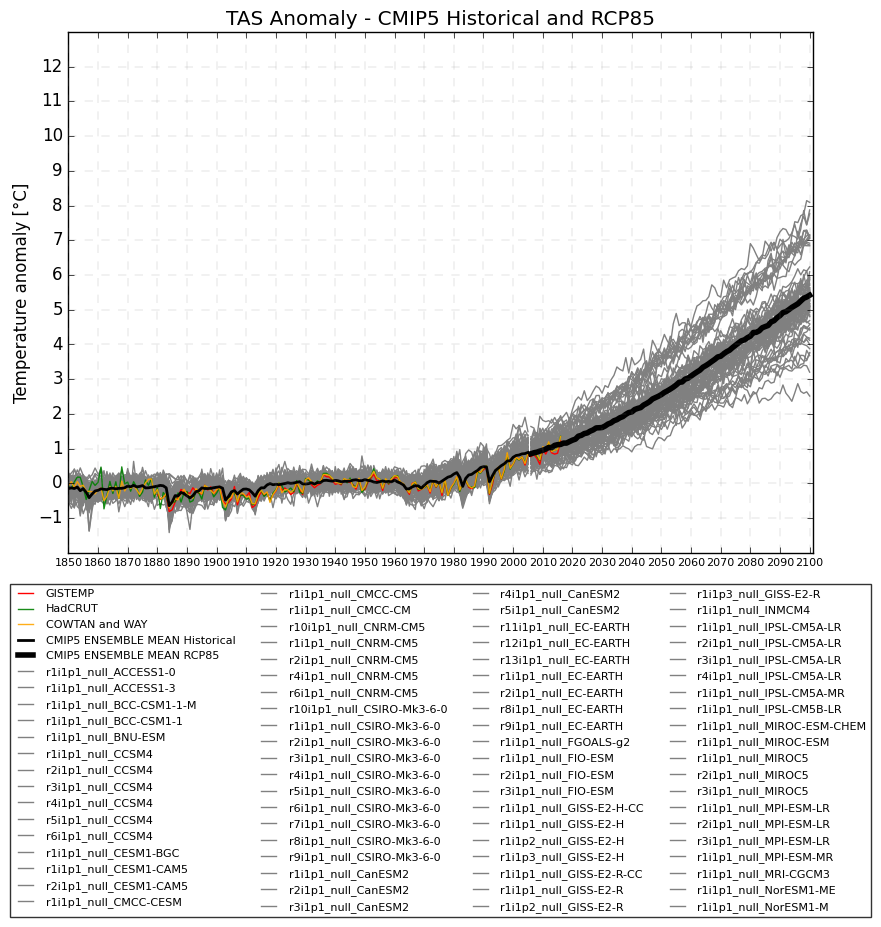 TAS Anomaly - CMIP5 Historical and RCP85
Temperature anomaly [°C]
12
11
10
9
8
7
6
5
4
3
2
1
0
−1
1850 1860 1870 1880 1890 1900 1910 1920 1930 1940 1950 1960 1970 1980 1990 2000 2010 2020 2030 2040 2050 2060 2070 2080 2090 2100
GISTEMP
HadCRUT
COWTAN and WAY
CMIP5 ENSEMBLE MEAN Historical
CMIP5 ENSEMBLE MEAN RCP85
r1i1p1_null_ACCESS1-0
r1i1p1_null_ACCESS1-3
r1i1p1_null_BCC-CSM1-1-M
r1i1p1_null_BCC-CSM1-1
r1i1p1_null_BNU-ESM
r1i1p1_null_CCSM4
r2i1p1_null_CCSM4
r3i1p1_null_CCSM4
r4i1p1_null_CCSM4
r5i1p1_null_CCSM4
r6i1p1_null_CCSM4
r1i1p1_null_CESM1-BGC
r1i1p1_null_CESM1-CAM5
r2i1p1_null_CESM1-CAM5
r1i1p1_null_CMCC-CESM
r1i1p1_null_CMCC-CMS
r1i1p1_null_CMCC-CM
r10i1p1_null_CNRM-CM5
r1i1p1_null_CNRM-CM5
r2i1p1_null_CNRM-CM5
r4i1p1_null_CNRM-CM5
r6i1p1_null_CNRM-CM5
r10i1p1_null_CSIRO-Mk3-6-0
r1i1p1_null_CSIRO-Mk3-6-0
r2i1p1_null_CSIRO-Mk3-6-0
r3i1p1_null_CSIRO-Mk3-6-0
r4i1p1_null_CSIRO-Mk3-6-0
r5i1p1_null_CSIRO-Mk3-6-0
r6i1p1_null_CSIRO-Mk3-6-0
r7i1p1_null_CSIRO-Mk3-6-0
r8i1p1_null_CSIRO-Mk3-6-0
r9i1p1_null_CSIRO-Mk3-6-0
r1i1p1_null_CanESM2
r2i1p1_null_CanESM2
r3i1p1_null_CanESM2
r4i1p1_null_CanESM2
r5i1p1_null_CanESM2
r11i1p1_null_EC-EARTH
r12i1p1_null_EC-EARTH
r13i1p1_null_EC-EARTH
r1i1p1_null_EC-EARTH
r2i1p1_null_EC-EARTH
r8i1p1_null_EC-EARTH
r9i1p1_null_EC-EARTH
r1i1p1_null_FGOALS-g2
r1i1p1_null_FIO-ESM
r2i1p1_null_FIO-ESM
r3i1p1_null_FIO-ESM
r1i1p1_null_GISS-E2-H-CC
r1i1p1_null_GISS-E2-H
r1i1p2_null_GISS-E2-H
r1i1p3_null_GISS-E2-H
r1i1p1_null_GISS-E2-R-CC
r1i1p1_null_GISS-E2-R
r1i1p2_null_GISS-E2-R
r1i1p3_null_GISS-E2-R
r1i1p1_null_INMCM4
r1i1p1_null_IPSL-CM5A-LR
r2i1p1_null_IPSL-CM5A-LR
r3i1p1_null_IPSL-CM5A-LR
r4i1p1_null_IPSL-CM5A-LR
r1i1p1_null_IPSL-CM5A-MR
r1i1p1_null_IPSL-CM5B-LR
r1i1p1_null_MIROC-ESM-CHEM
r1i1p1_null_MIROC-ESM
r1i1p1_null_MIROC5
r2i1p1_null_MIROC5
r3i1p1_null_MIROC5
r1i1p1_null_MPI-ESM-LR
r2i1p1_null_MPI-ESM-LR
r3i1p1_null_MPI-ESM-LR
r1i1p1_null_MPI-ESM-MR
r1i1p1_null_MRI-CGCM3
r1i1p1_null_NorESM1-ME
r1i1p1_null_NorESM1-M